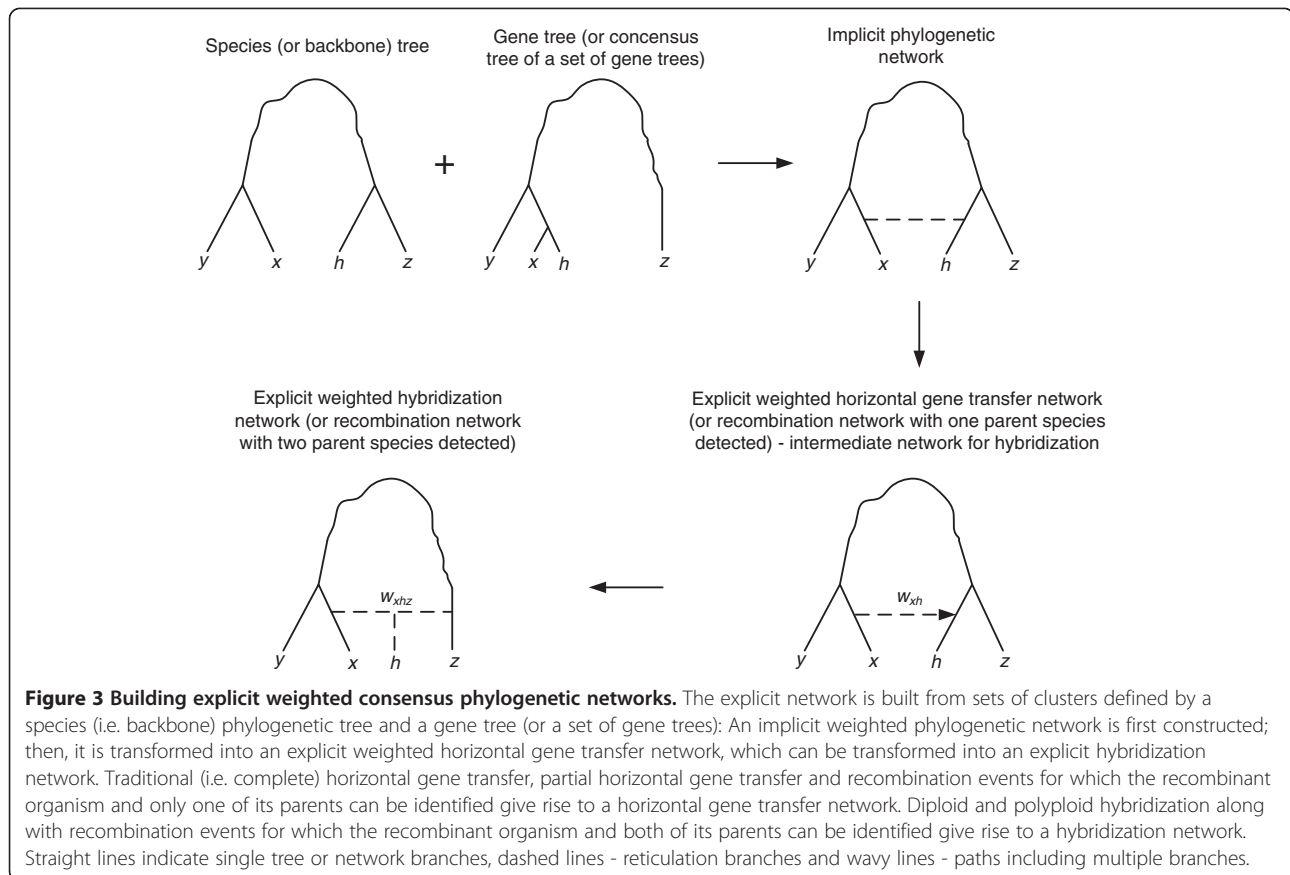 Species (or backbone) tree
Gene tree (or concensus
tree of a set of gene trees)
Implicit phylogenetic
network
+
y x h z
y x h z
y x h z
Explicit weighted hybridization
network (or recombination network
with two parent species detected)
Explicit weighted horizontal gene transfer network
(or recombination network with one parent species
detected) - intermediate network for hybridization
wxhz
y x h z
wxh
y x h z
Figure 3 Building explicit weighted consensus phylogenetic networks. The explicit network is built from sets of clusters defined by a
species (i.e. backbone) phylogenetic tree and a gene tree (or a set of gene trees): An implicit weighted phylogenetic network is first constructed;
then, it is transformed into an explicit weighted horizontal gene transfer network, which can be transformed into an explicit hybridization
network. Traditional (i.e. complete) horizontal gene transfer, partial horizontal gene transfer and recombination events for which the recombinant
organism and only one of its parents can be identified give rise to a horizontal gene transfer network. Diploid and polyploid hybridization along
with recombination events for which the recombinant organism and both of its parents can be identified give rise to a hybridization network.
Straight lines indicate single tree or network branches, dashed lines - reticulation branches and wavy lines - paths including multiple branches.